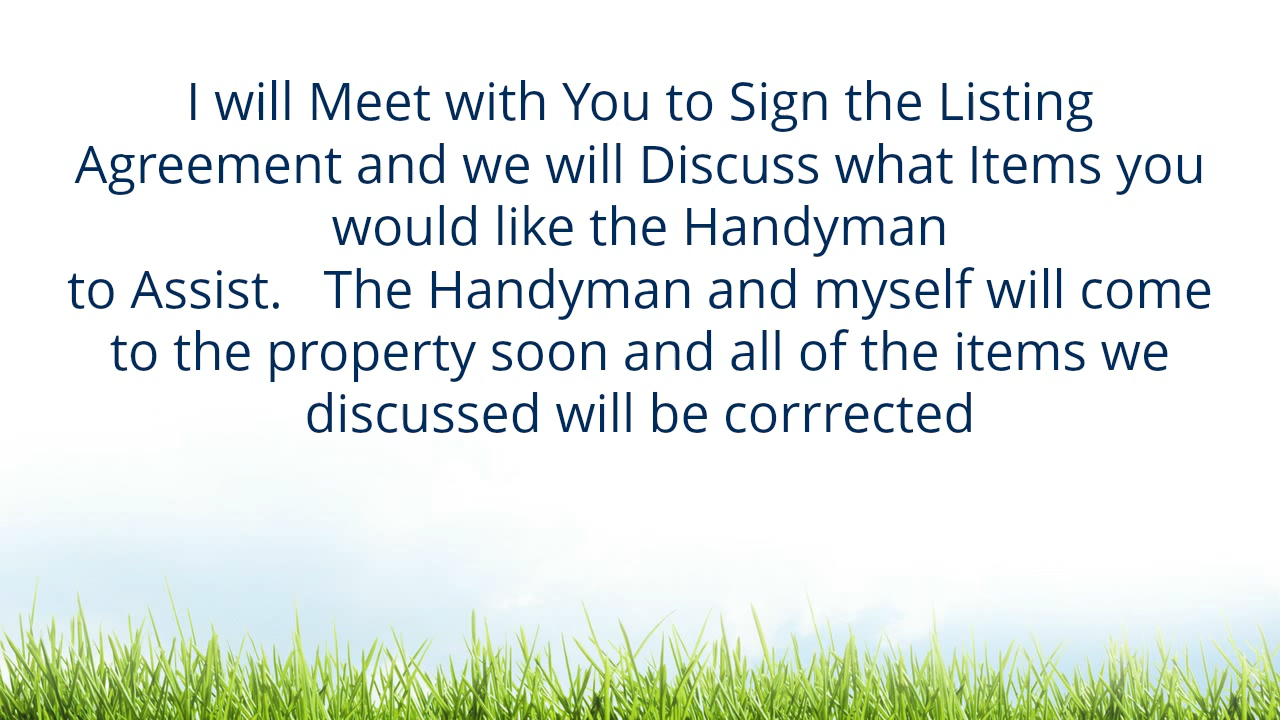 I will Meet with You to Sign the Listing
Agreement and we will Discuss what Items you
would like the Handyman
to Assist.   The Handyman and myself will come
to the property soon and all of the items we
discussed will be corrrected